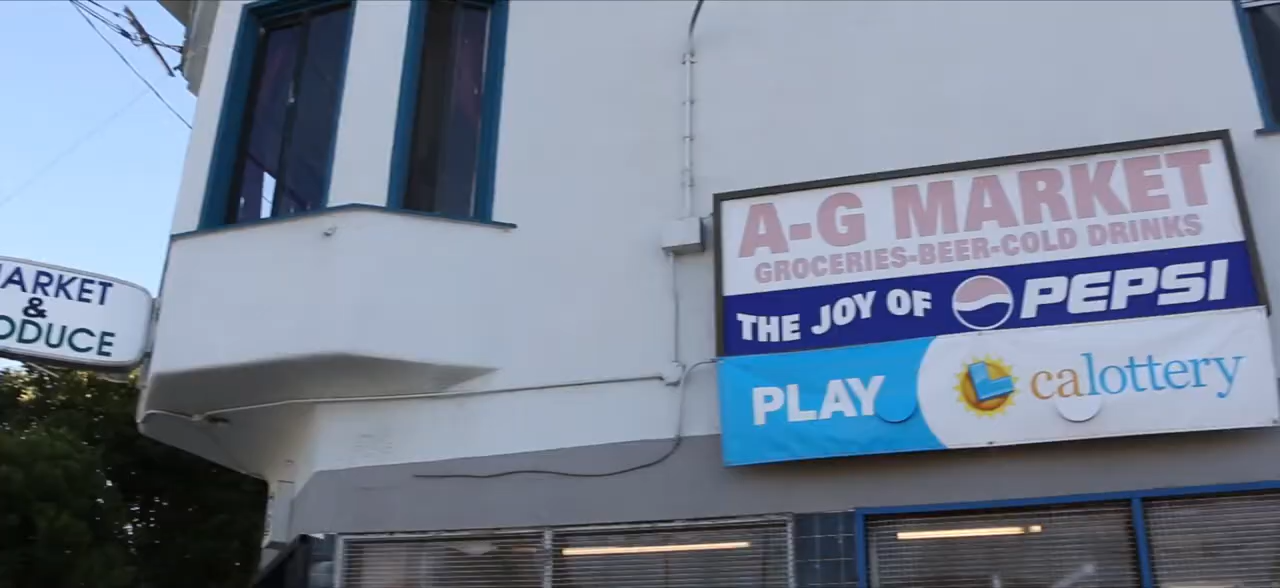 ARKET
&
ODUCE
A-G MARKET
GROCERIES-BEER-COLD DRINKS
THE JOY OF PEPSI
PLAY calottery